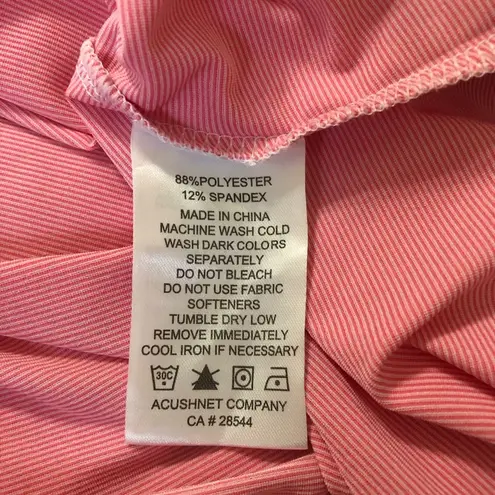 88%POLYESTER
12% SPANDEX
MADE IN CHINA
MACHINE WASH COLD
WASH DARK COLORS
SEPARATELY
DO NOT BLEACH
DO NOT USE FABRIC
SOFTENERS
TUMBLE DRY LOW
REMOVE IMMEDIATELY
COOL IRON IF NECESSARY
30C
ACUSHNET COMPANY
CA # 28544